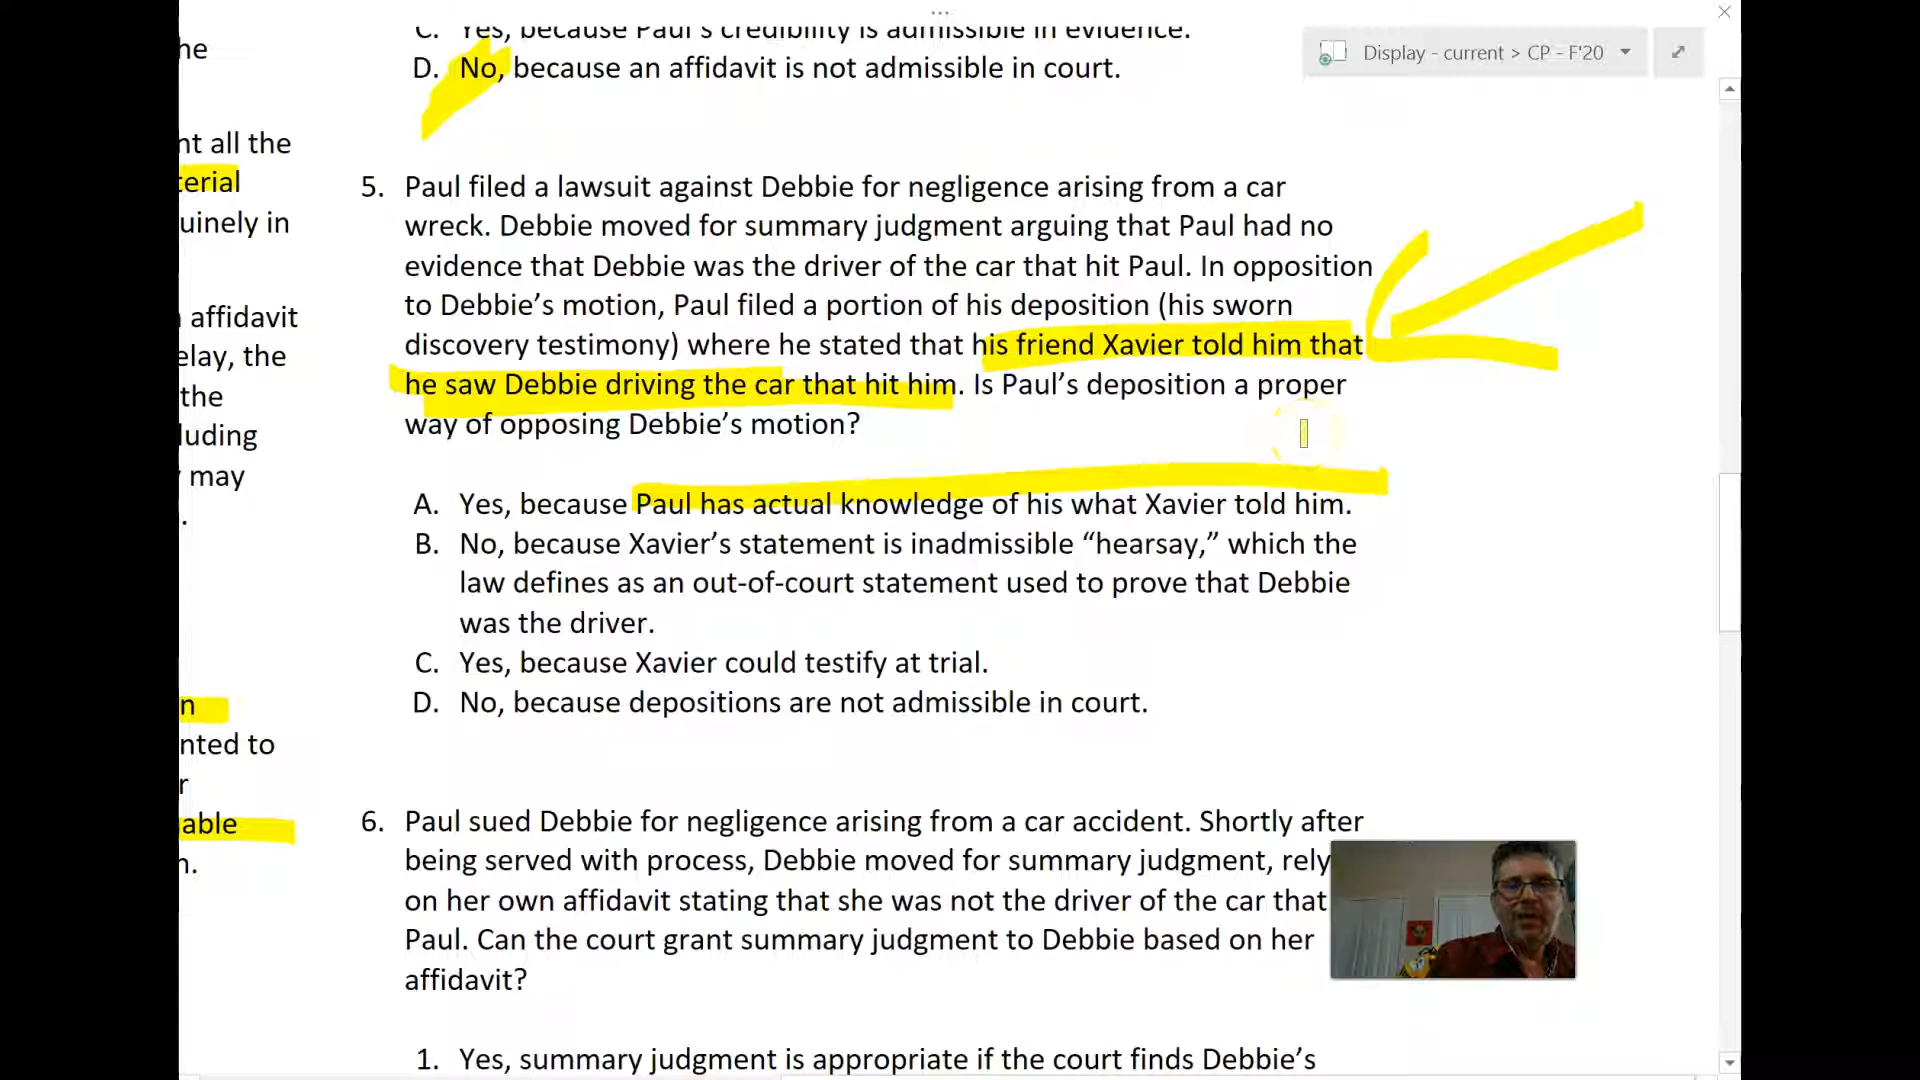 C. Yes, because Paul's credibility is admissible in evidence.
Display - current > CP - F'20
he
D. No, because an affidavit is not admissible in court.
nt all the
terial
uinely in
5. Paul filed a lawsuit against Debbie for negligence arising from a car
wreck. Debbie moved for summary judgment arguing that Paul had no
evidence that Debbie was the driver of the car that hit Paul. In opposition
to Debbie’s motion, Paul filed a portion of his deposition (his sworn
discovery testimony) where he stated that his friend Xavier told him that
he saw Debbie driving the car that hit him. Is Paul’s deposition a proper
way of opposing Debbie’s motion?
affidavit
elay, the
the
luding
may
.
A. Yes, because Paul has actual knowledge of his what Xavier told him.
B. No, because Xavier’s statement is inadmissible “hearsay,” which the
law defines as an out-of-court statement used to prove that Debbie
was the driver.
C. Yes, because Xavier could testify at trial.
D. No, because depositions are not admissible in court.
n
nted to
r
able
n.
6. Paul sued Debbie for negligence arising from a car accident. Shortly after
being served with process, Debbie moved for summary judgment, rely
on her own affidavit stating that she was not the driver of the car that
Paul. Can the court grant summary judgment to Debbie based on her
affidavit?
1. Yes, summary judgment is appropriate if the court finds Debbie’s